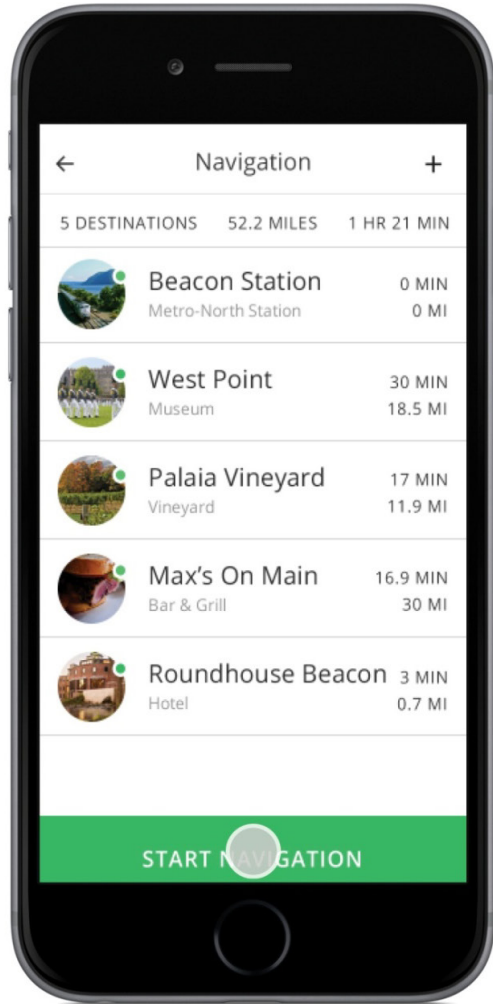 ← Navigation +
5 DESTINATIONS 52.2 MILES 1 HR 21 MIN
Beacon Station 0 MIN
Metro-North Station 0 MI
West Point 30 MIN
Museum 18.5 MI
Palaia Vineyard 17 MIN
Vineyard 11.9 MI
Max's On Main 16.9 MIN
Bar & Grill 30 MI
Roundhouse Beacon 3 MIN
Hotel 0.7 MI
START NAVIGATION